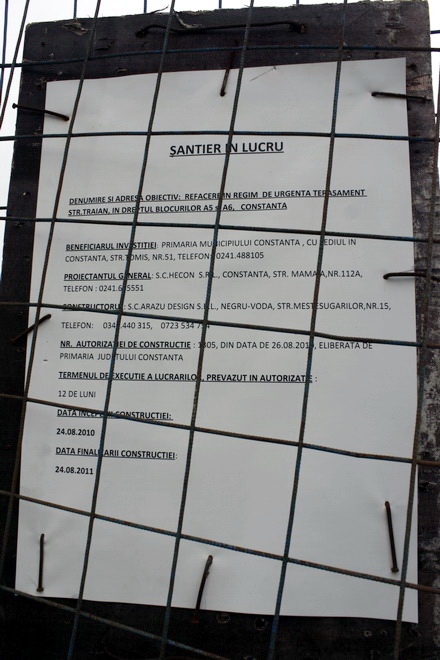 ŞANTIER IN LUCRU
DENUMIRE SI ADRESA OBIECTIV: REFACERE IN REGIM DE URGENTA TERASAMENT
STR.TRAIAN, IN DREPTUL BLOCURILOR A5 si A6, CONSTANTA
BENEFICIARUL INVESTITIEI: PRIMARIA MUNICIPIULUI CONSTANTA , CU SEDIUL IN
CONSTANTA, STR.TOMIS, NR.51, TELEFON: 0241.488105
PROIECTANTUL GENERAL: S.C.HECON S.R.L., CONSTANTA, STR. MAMAIA,NR.112A,
TELEFON :
CONSTRUCTORUL: S.C.ARAZU DESIGN S.R.L., NEGRU-VODA, STR.MESTESUGARILOR,NR.15,
TELEFON:
NR. AUTORIZATIEI DE CONSTRUCTIE : DIN DATA DE ELIBERATA DE
PRIMARIA JUDETULUI CONSTANTA
TERMENUL DE EXECUTIE A LUCRARILOR, PREVAZUT IN AUTORIZATIE :
12 DE LUNI
DATA INCEPERII CONSTRUCTIEI:
24.08.2010
DATA FINALIZARII CONSTRUCTIEI:
24.08.2011